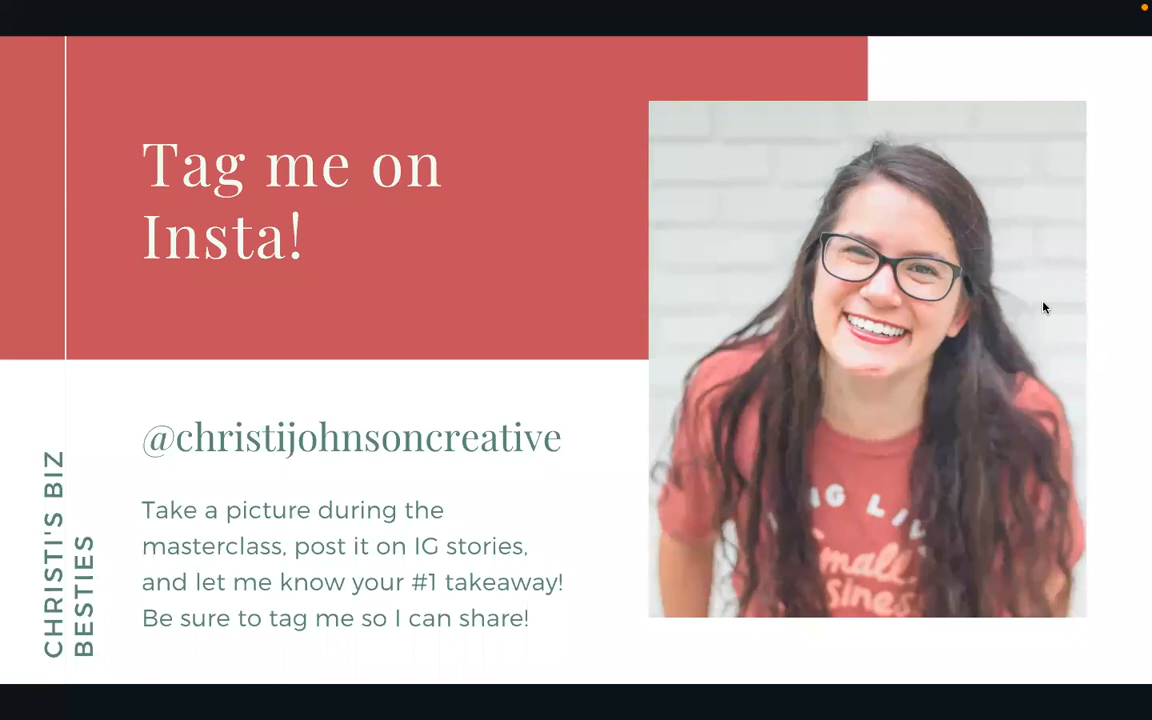 Tag me on
Insta!
@christijohnsoncreative
Take a picture during the
masterclass, post it on IG stories,
and let me know your #1 takeaway!
Be sure to tag me so I can share!
CHRISTI'S BIZ
BESTIES